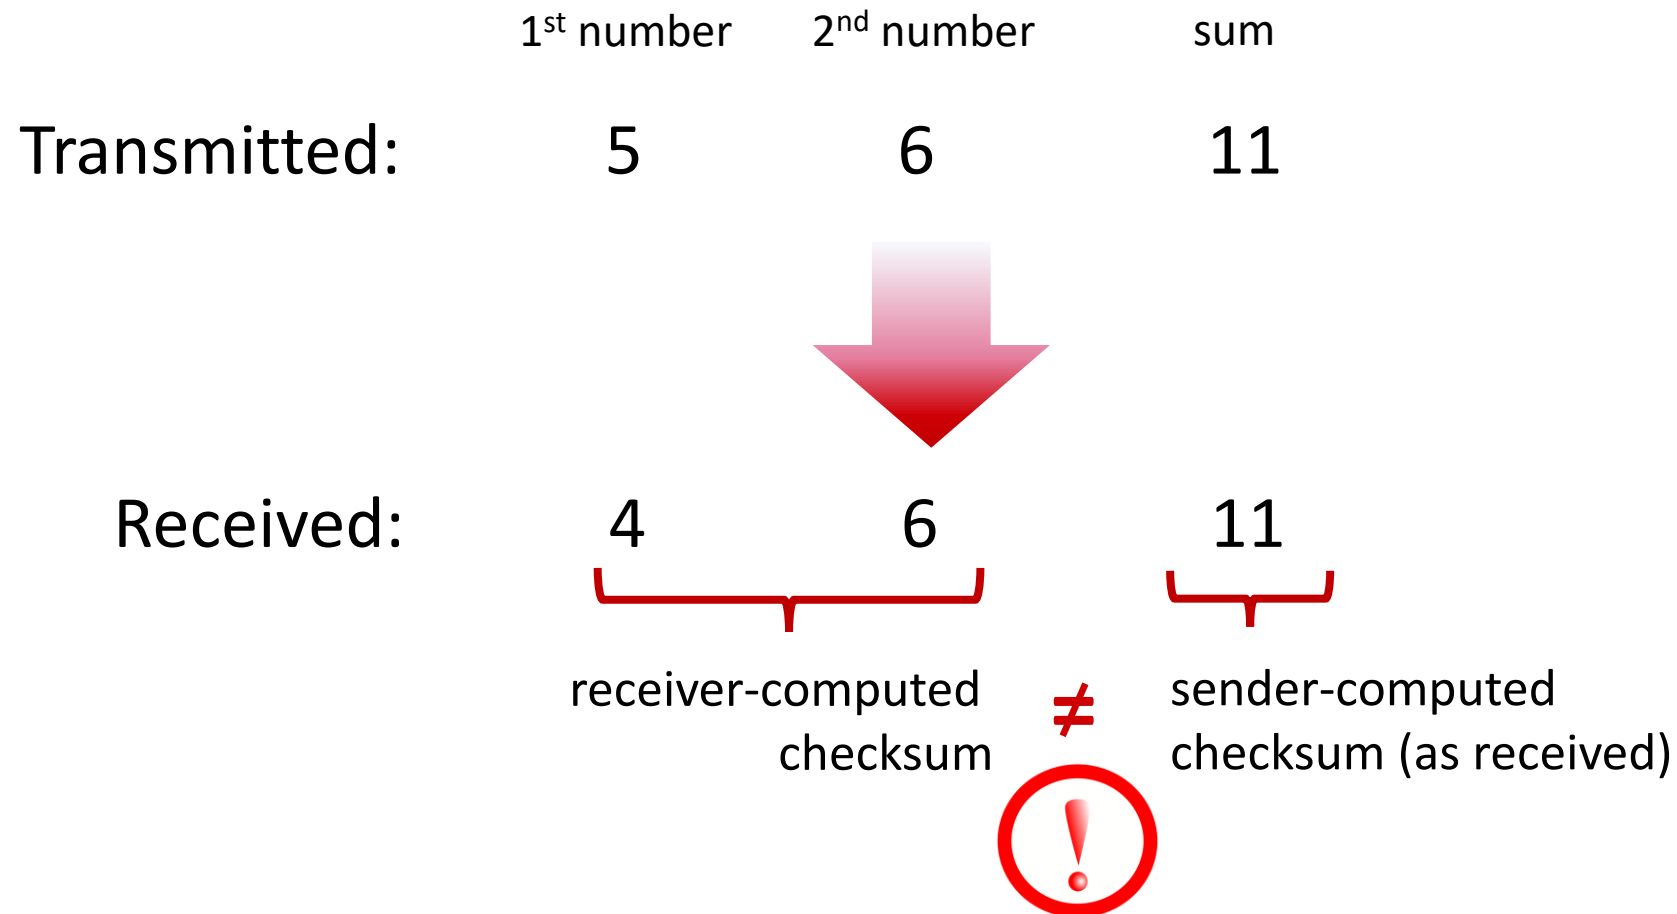 1st number 2nd number sum
Transmitted: 5 6 11
Received: 4 6 11
receiver-computed ≠ sender-computed
checksum checksum (as received)
!